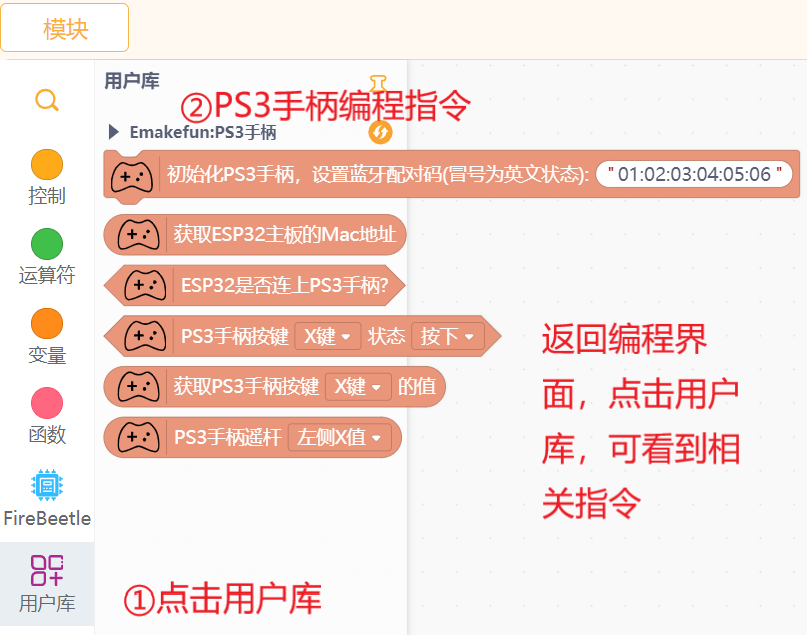 模块
用户库
②PS3手柄编程指令
Emakefun:PS3手柄
初始化PS3手柄，设置蓝牙配对码(冒号为英文状态): "01:02:03:04:05:06"
获取ESP32主板的Mac地址
ESP32是否连上PS3手柄?
PS3手柄按键 X键 状态 按下
获取PS3手柄按键 X键 的值
PS3手柄遥杆 左侧X值
控制
运算符
变量
函数
FireBeetle
用户库
返回编程界
面，点击用户
库，可看到相
关指令
①点击用户库